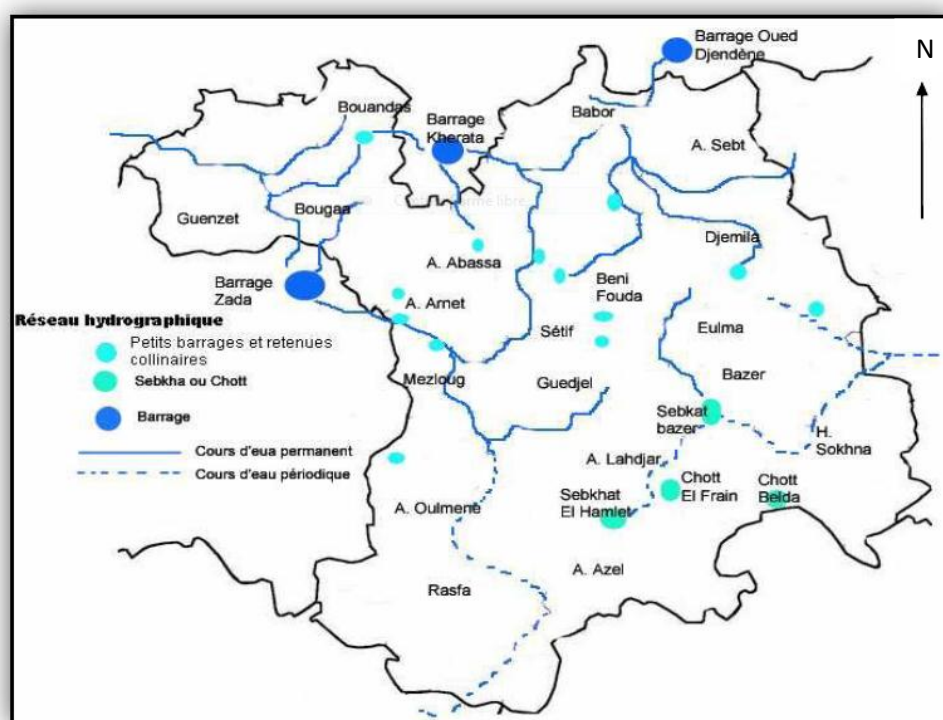 Barrage Oued
Djendène
N
Bouandas
Barrage
Kherata
Babor
A. Sebt
Guenzet
Bougaa
Djemila
A. Abassa
Barrage
Zada
Beni
Fouda
A. Arnet
Réseau hydrographique
Petits barrages et retenues
collinaires
Sétif
Eulma
Mezloug
Guedjel
Bazer
Sebkha ou Chott
Barrage
Sebkat
bazer
H.
Sokhna
Cours d'eua permanent
Cours d'eau périodique
A. Lahdjar
Chott
El Frain
Chott
Beida
Sebkhat
El Hamlet
A. Oulmene
A. Azel
Rasfa